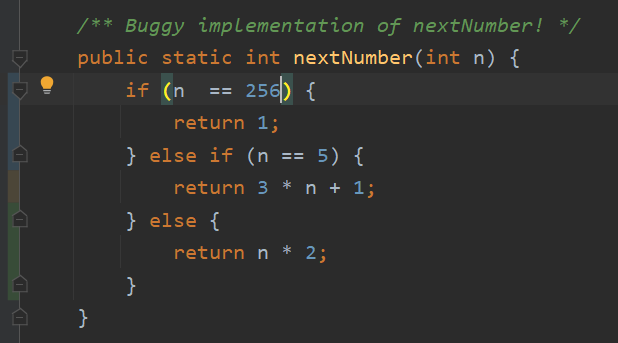 /** Buggy implementation of nextNumber! */
public static int nextNumber(int n) {
if (n  == 256) {
return 1;
} else if (n == 5) {
return 3 * n + 1;
} else {
return n * 2;
}
}